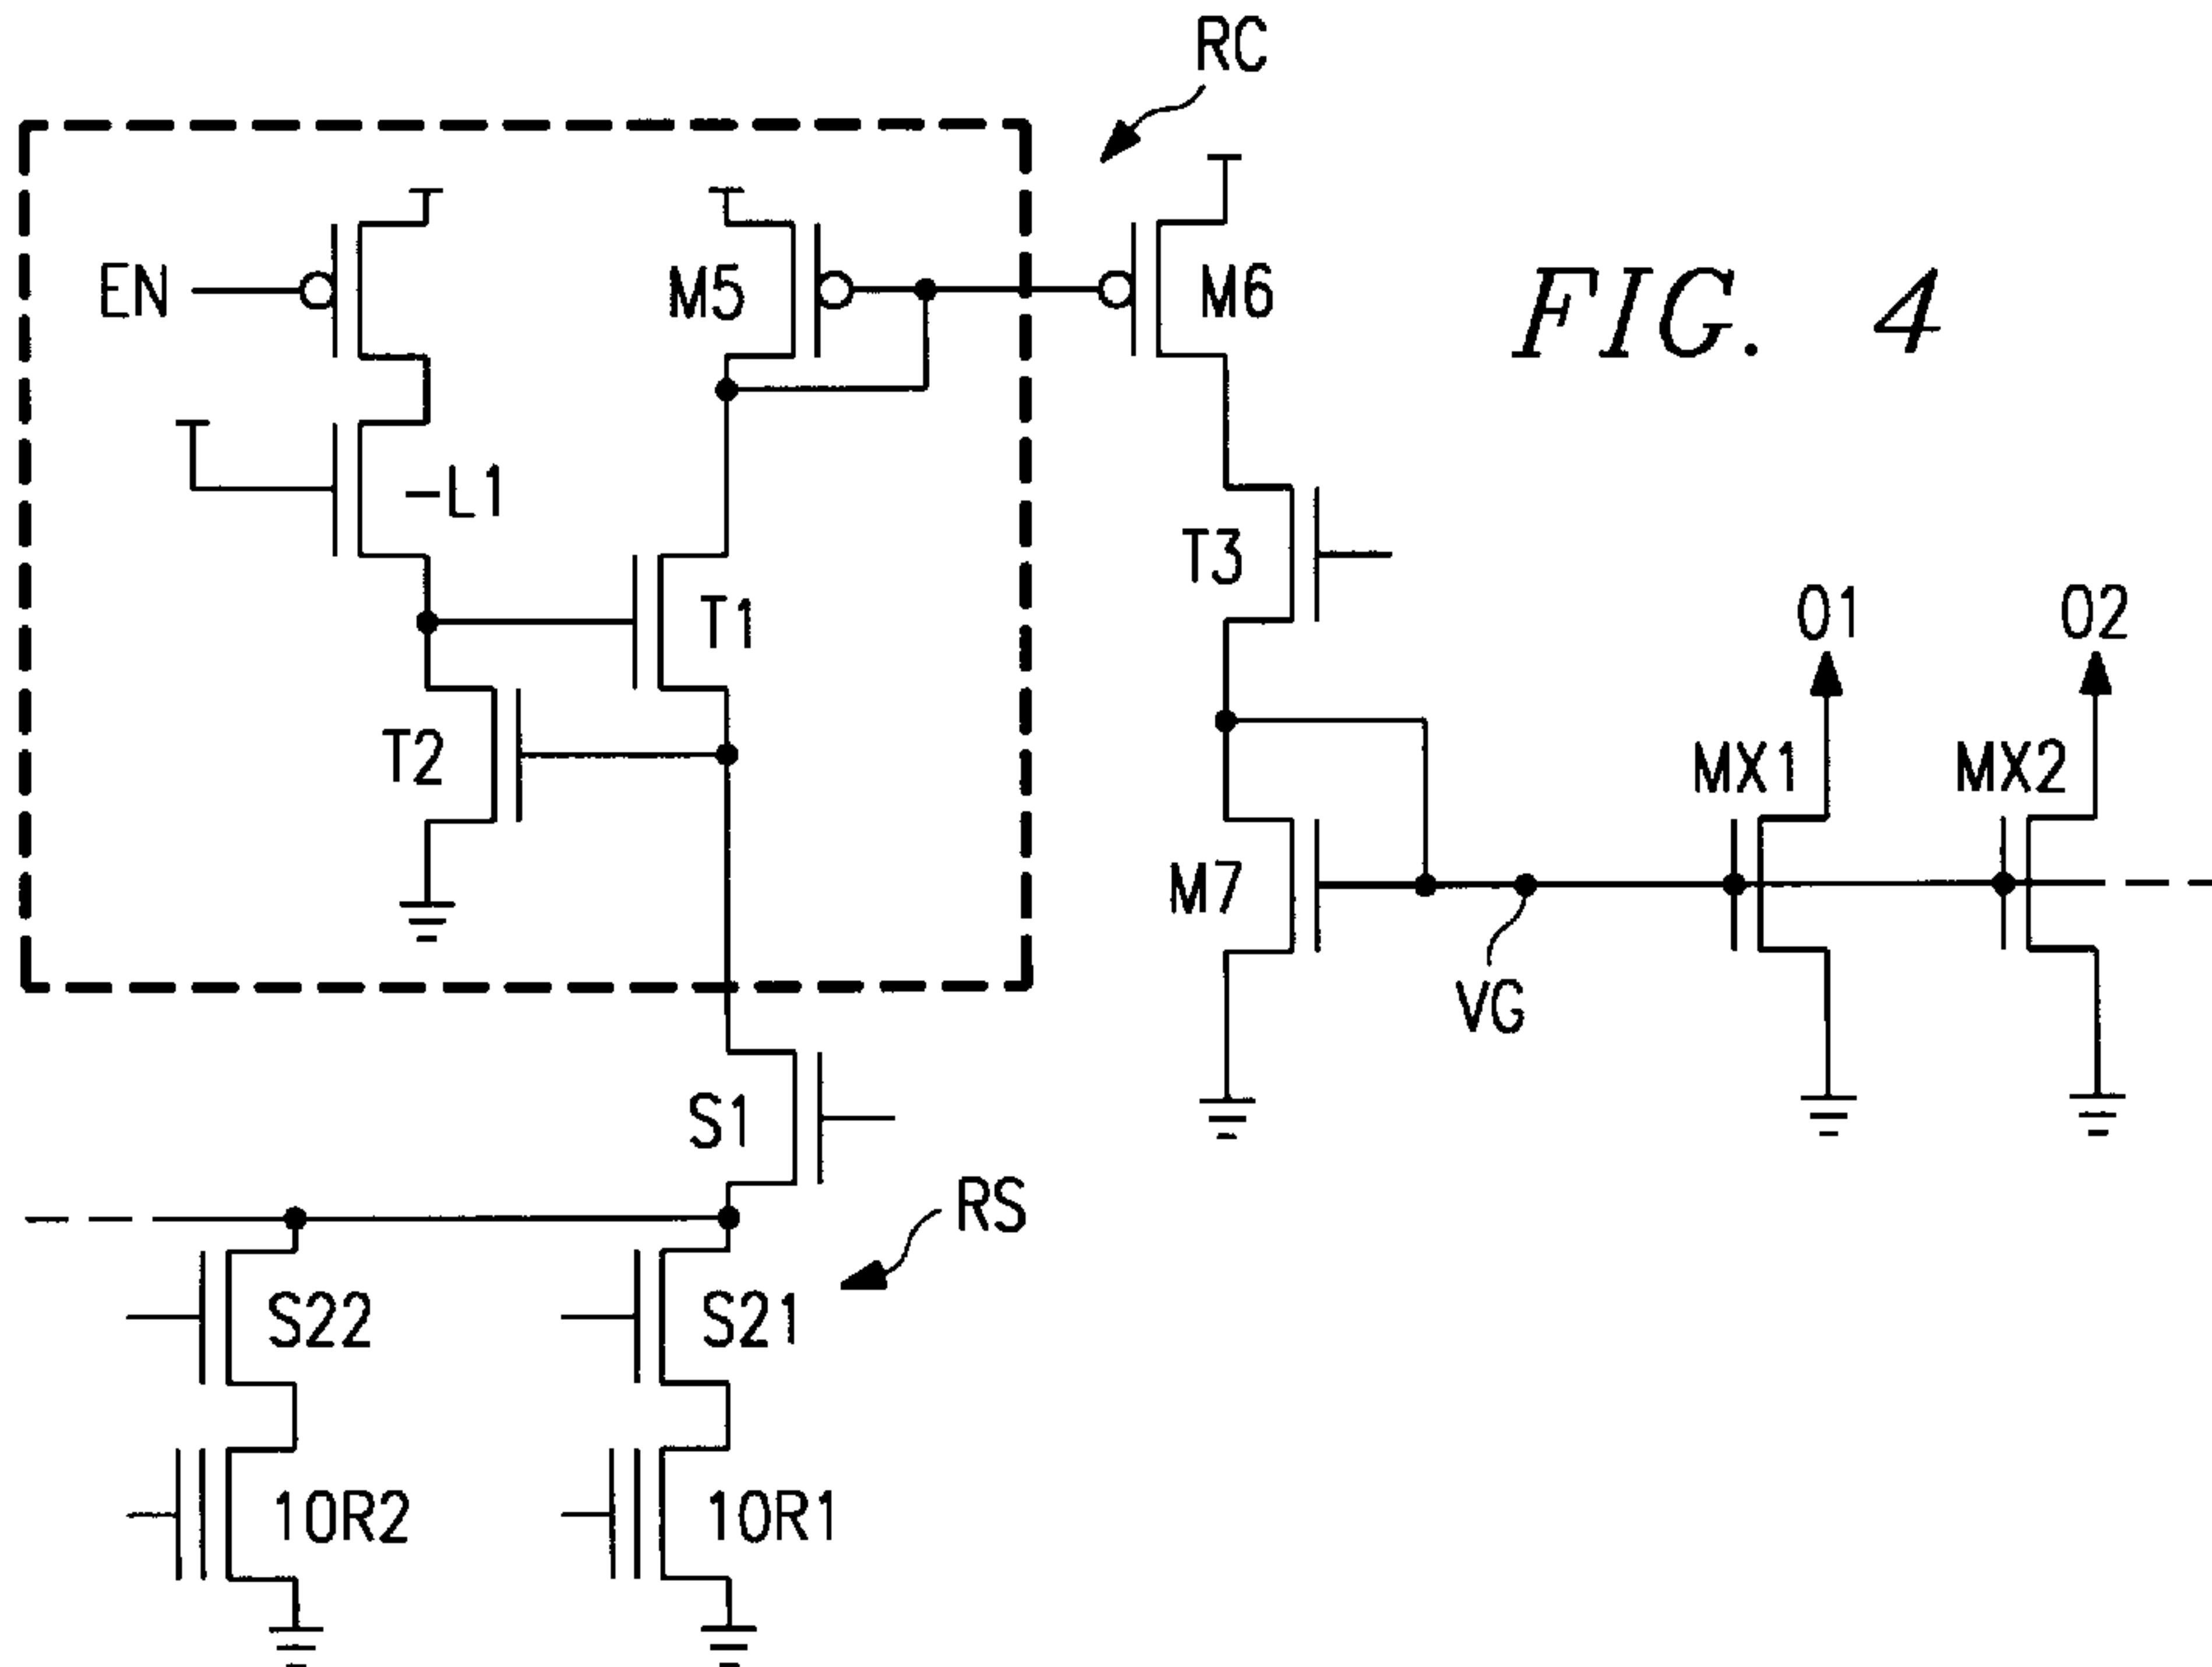 RC
EN
M5
M6
FIG. 4
-L1
T3
T1
O1
O2
T2
MX1
MX2
M7
VG
S1
RS
S22
S21
10R2
10R1